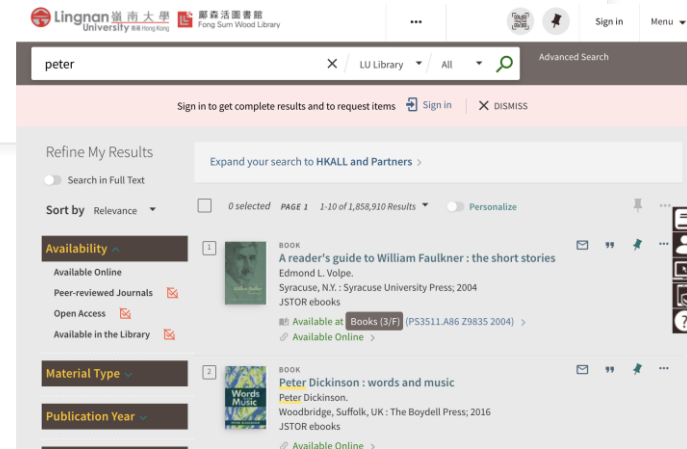 Lingnan 嶺南大學 鄺森活圖書館
University Hong Kong Fong Sum Wood Library
Sign in Menu
peter LU Library All Advanced Search
Sign in to get complete results and to request items Sign in DISMISS
Refine My Results
Expand your search to HKALL and Partners
Search in Full Text
Sort by Relevance
0 selected PAGE 1 1-10 of 1,858,910 Results Personalize
Availability
Available Online
Peer-reviewed Journals
Open Access
Available in the Library
Material Type
Publication Year
1
BOOK
A reader's guide to William Faulkner : the short stories
Edmond L. Volpe.
Syracuse, N.Y. : Syracuse University Press; 2004
JSTOR ebooks
Available at Books (3/F) (PS3511.A86 Z9835 2004)
Available Online
2
Words
Music
BOOK
Peter Dickinson : words and music
Peter Dickinson.
Woodbridge, Suffolk, UK : The Boydell Press; 2016
JSTOR ebooks
Available Online